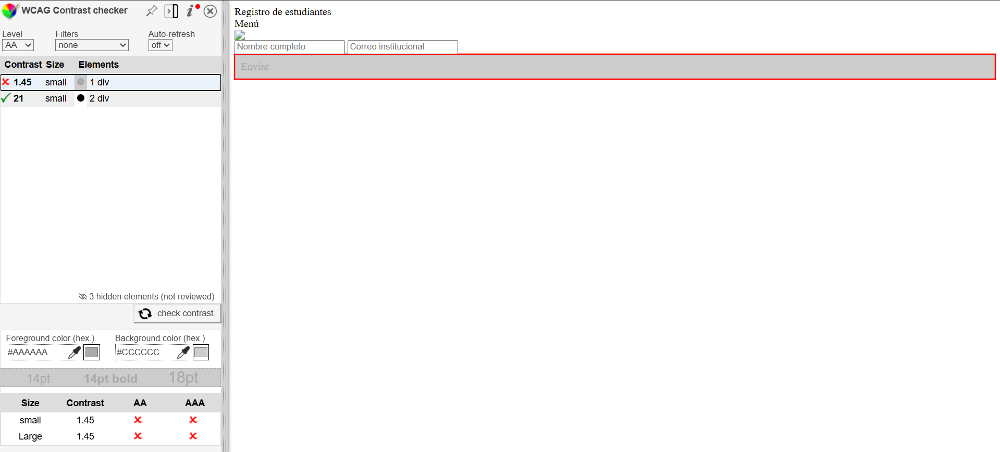 WCAG Contrast checker
Level
Filters
Auto-refresh
AA
none
off
Contrast Size Elements
1.45 small 1 div
21 small 2 div
3 hidden elements (not reviewed)
check contrast
Foreground color (hex.)
Background color (hex.)
#AAAAAA
#CCCCCC
14pt 14pt bold 18pt
Size Contrast AA AAA
small 1.45
Large 1.45
Registro de estudiantes
Menú
Nombre completo
Correo institucional
Enviar